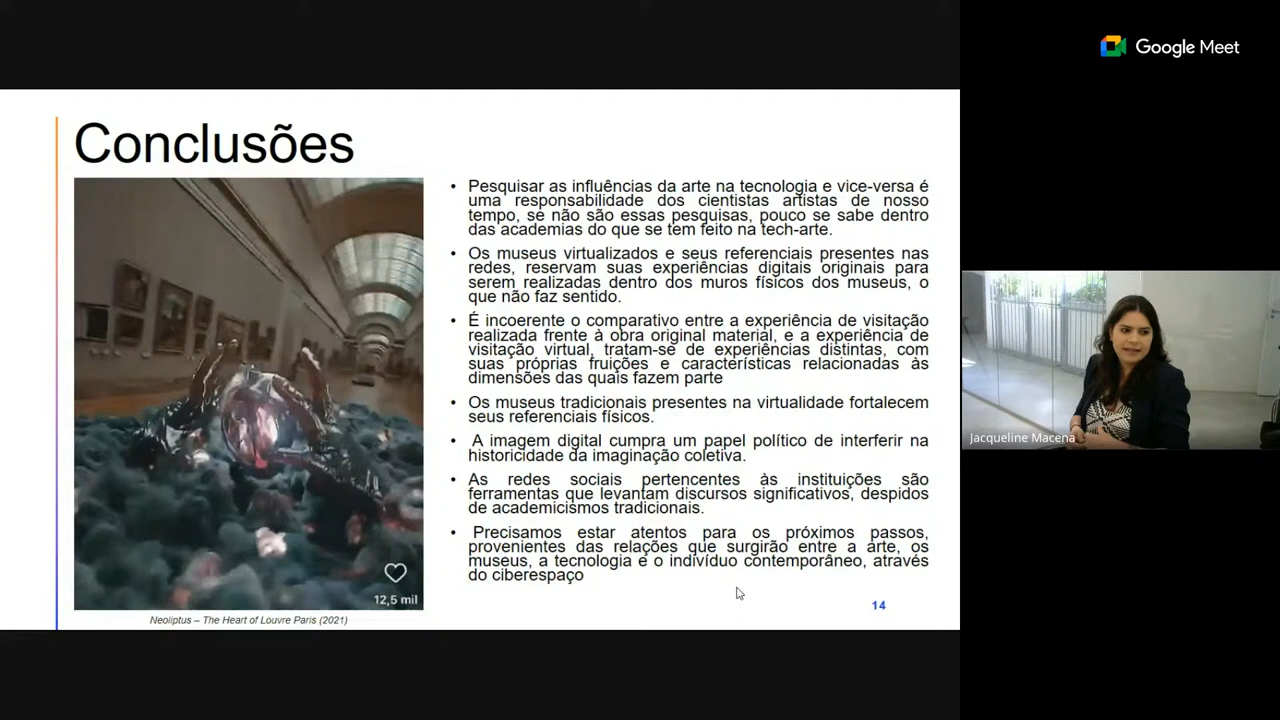 Google Meet
Conclusões
• Pesquisar as influências da arte na tecnologia e vice-versa é
uma responsabilidade dos cientistas artistas de nosso
tempo, se não são essas pesquisas, pouco se sabe dentro
das academias do que se tem feito na tech-arte.
• Os museus virtualizados e seus referenciais presentes nas
redes, reservam suas experiências digitais originais para
serem realizadas dentro dos muros físicos dos museus, o
que não faz sentido.
• É incoerente o comparativo entre a experiência de visitação
realizada frente à obra original material, e a experiência de
visitação virtual, tratam-se de experiências distintas, com
suas próprias fruições e características relacionadas às
dimensões das quais fazem parte
• Os museus tradicionais presentes na virtualidade fortalecem
seus referenciais físicos.
• A imagem digital cumpra um papel político de interferir na
historicidade da imaginação coletiva.
• As redes sociais pertencentes às instituições são
ferramentas que levantam discursos significativos, despidos
de academicismos tradicionais.
• Precisamos estar atentos para os próximos passos,
provenientes das relações que surgirão entre a arte, os
museus, a tecnologia e o indivíduo contemporâneo, através
do ciberespaço
12,5 mil
Neoliptus – The Heart of Louvre Paris (2021)
14
Jacqueline Macena